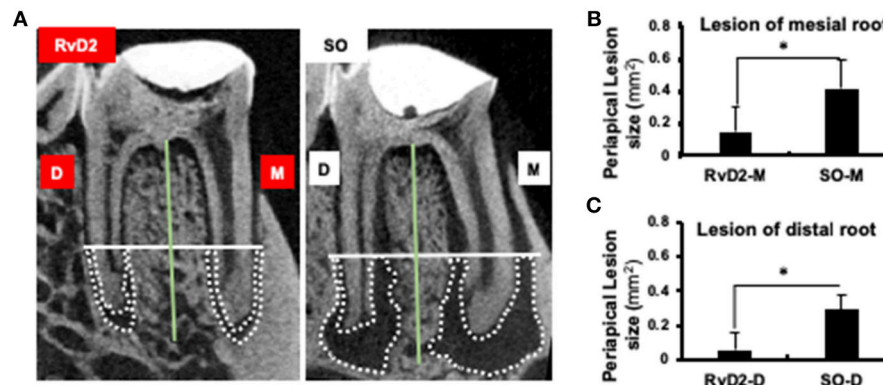 A
RvD2
SO
D
M
D
M
B
Lesion of mesial root
Periapical Lesion
size (mm²)
0.8
0.6
0.4
0.2
0
*
RvD2-M
SO-M
C
Lesion of distal root
Periapical Lesion
size (mm²)
0.8
0.6
0.4
0.2
0
*
RvD2-D
SO-D